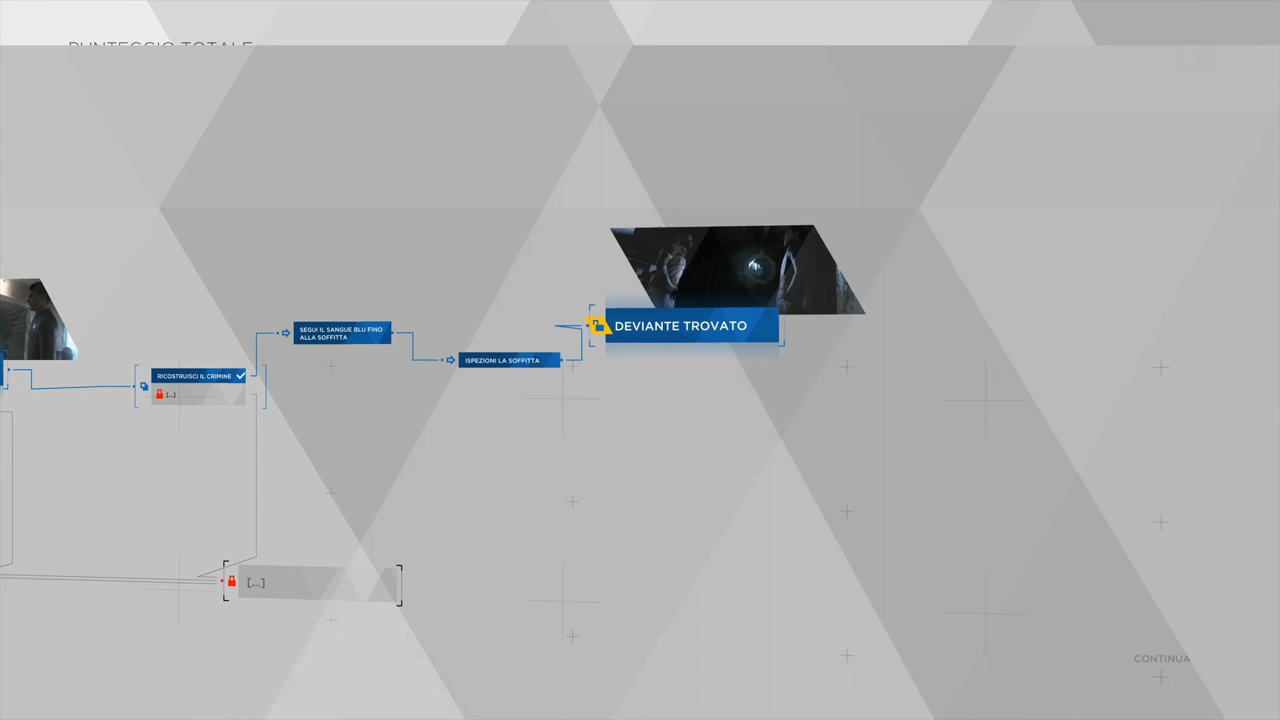 PUNTEGGIO TOTALE
DEVIANTE TROVATO
SEGUI IL SANGUE BLU FINO
ALLA SOFFITTA
ISPEZIONI LA SOFFITTA
RICOSTRUISCI IL CRIMINE
[...]
[...]
CONTINUA